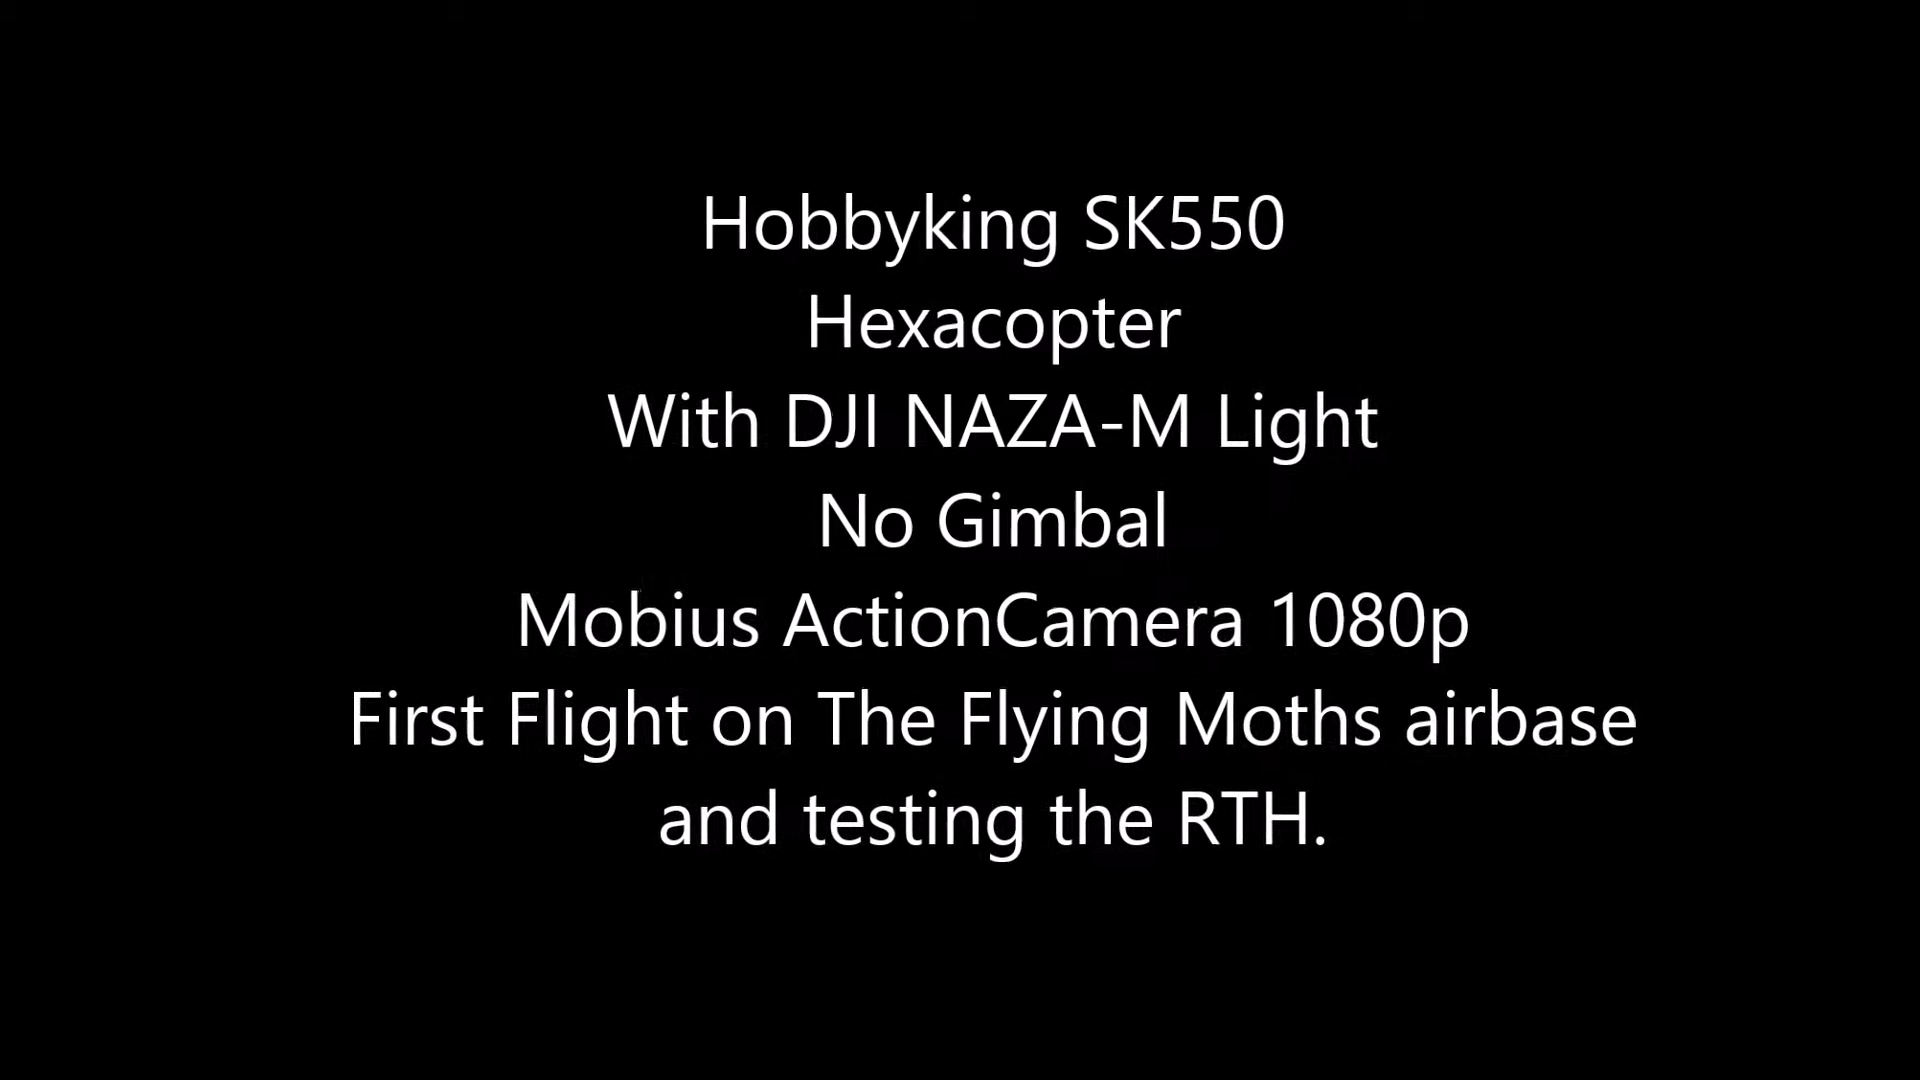 Hobbyking SK550
Hexacopter
With DJI NAZA-M Light
No Gimbal
Mobius ActionCamera 1080p
First Flight on The Flying Moths airbase
and testing the RTH.